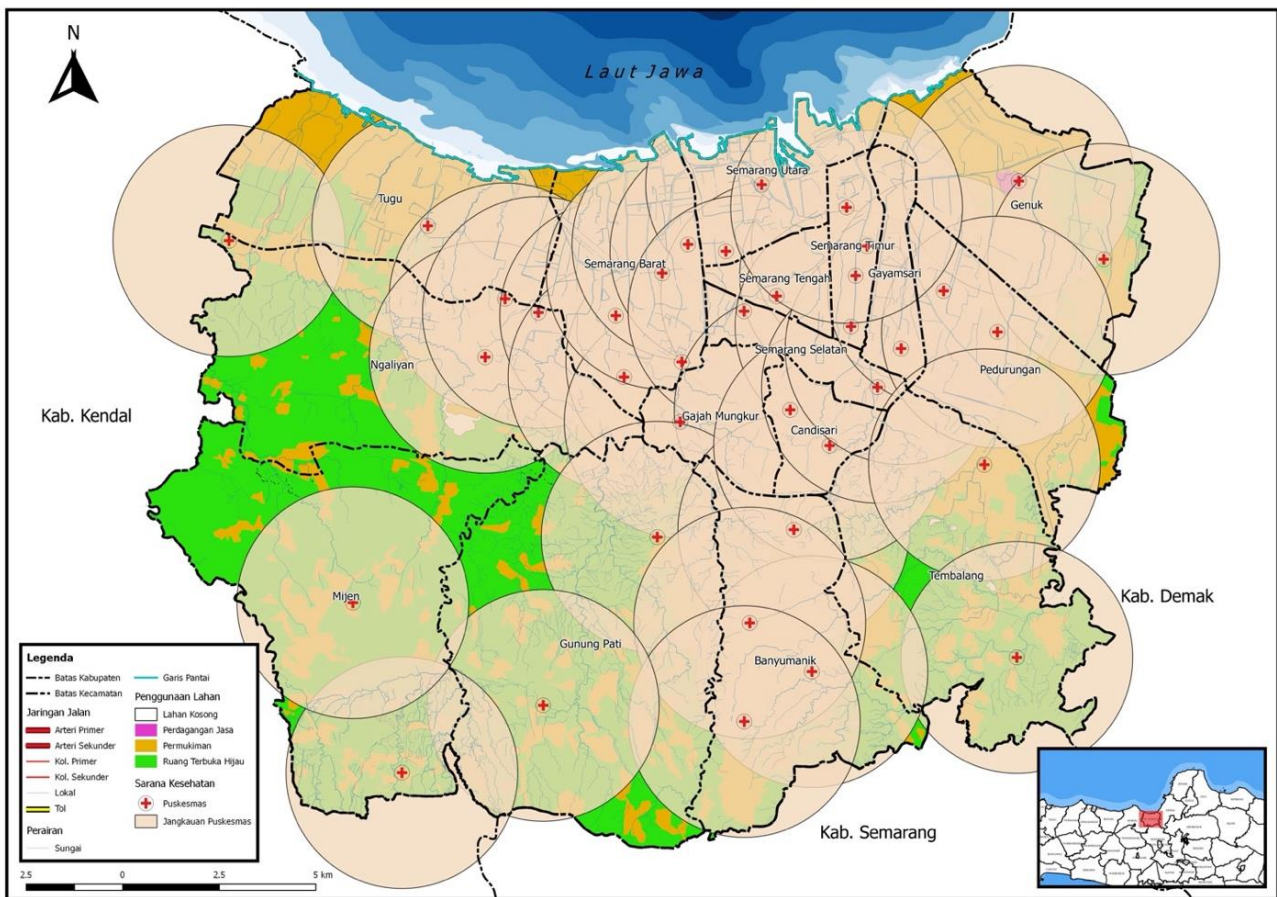 N
Laut Jawa
Semarang Utara
Genuk
Tugu
Semarang Timur
Semarang Barat
Gayamsari
Semarang Tengah
Semarang Selatan
Ngaliyan
Pedurungan
Kab. Kendal
Gajah Mungkur
Candisari
Tembalang
Mijen
Kab. Demak
Gunung Pati
Banyumanik
Kab. Semarang
Legenda
Batas Kabupaten
Batas Kecamatan
Jaringan Jalan
Arteri Primer
Arteri Sekunder
Kol. Primer
Kol. Sekunder
Lokal
Tol
Perairan
Sungai
Garis Pantai
Penggunaan Lahan
Lahan Kosong
Perdagangan Jasa
Permukiman
Ruang Terbuka Hijau
Sarana Kesehatan
Puskesmas
Jangkauan Puskesmas
2.5 0 2.5 5 km